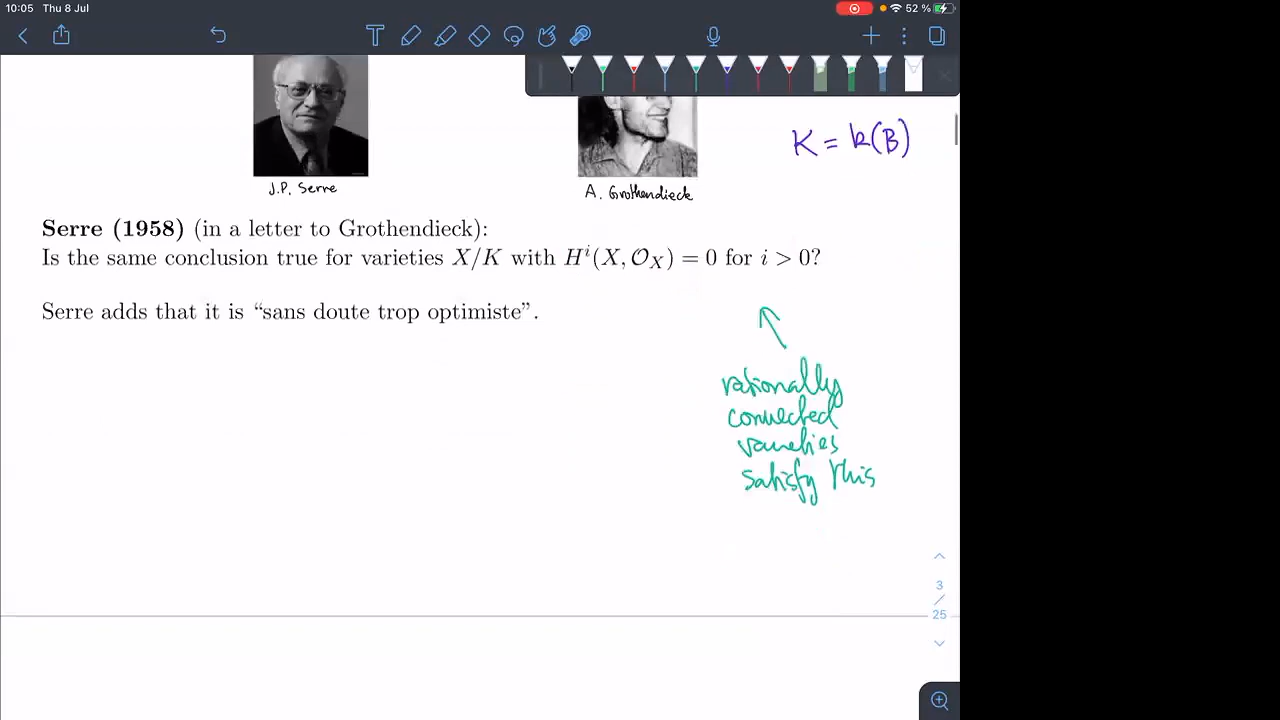 10:05 Thu 8 Jul
52 %
T
J.P. Serre
A. Grothendieck
K = k(B)
Serre (1958) (in a letter to Grothendieck):
Is the same conclusion true for varieties X/K with Hⁱ(X, 𝒪_X) = 0 for i > 0?
Serre adds that it is “sans doute trop optimiste”.
rationally
connected
varieties
satisfy this
3
/
25